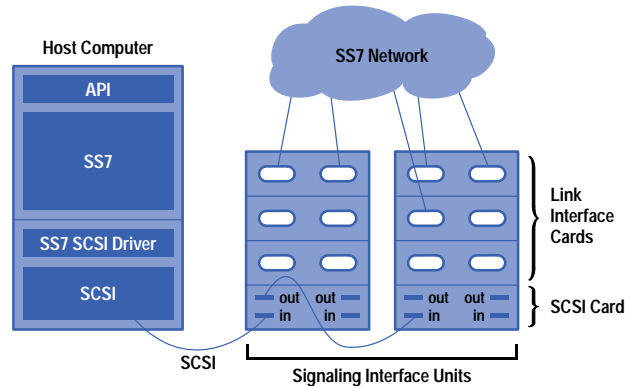 SS7 Network
Host Computer
API
SS7
SS7 SCSI Driver
SCSI
Link
Interface
Cards
out out
in in
out out
in in
SCSI Card
SCSI
Signaling Interface Units